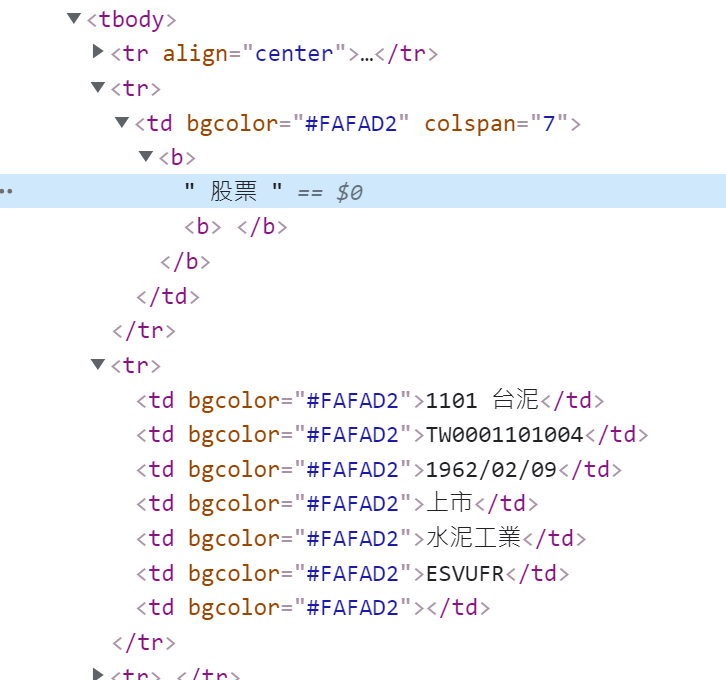 <tbody>
<tr align="center">…</tr>
<tr>
<td bgcolor="#FAFAD2" colspan="7">
<b>
" 股票 " == $0
<b> </b>
</b>
</td>
</tr>
<tr>
<td bgcolor="#FAFAD2">1101 台泥</td>
<td bgcolor="#FAFAD2">TW0001101004</td>
<td bgcolor="#FAFAD2">1962/02/09</td>
<td bgcolor="#FAFAD2">上市</td>
<td bgcolor="#FAFAD2">水泥工業</td>
<td bgcolor="#FAFAD2">ESVUFR</td>
<td bgcolor="#FAFAD2"></td>
</tr>
<tr> </tr>